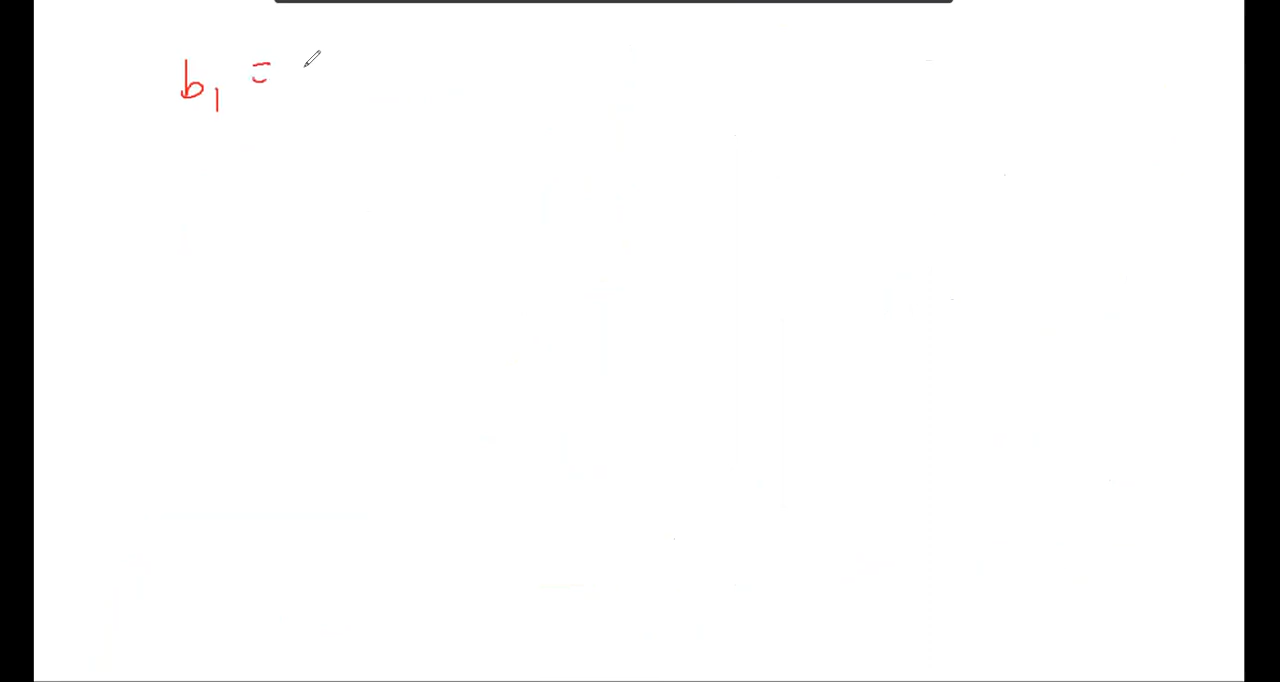 b₁ =